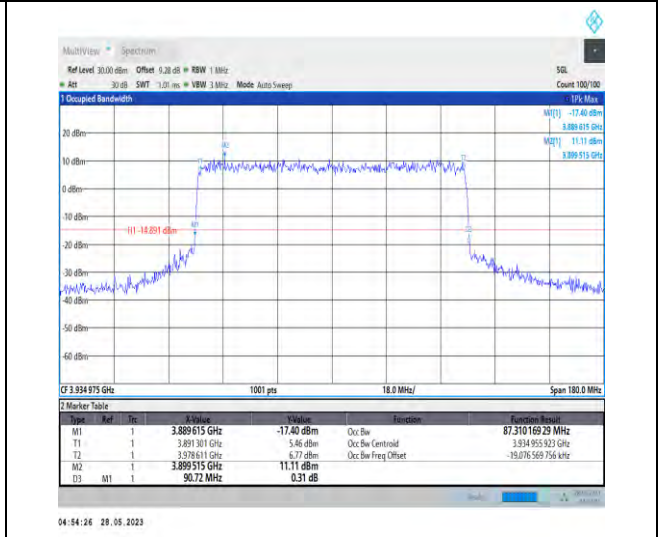 MultiView Spectrum
Ref Level 30.00 dBm Offset 9.28 dB RBW 1 MHz SGL
Att 30 dB SWT 1.01 ms VBW 3 MHz Mode Auto Sweep Count 100/100
1 Occupied Bandwidth 1Pk Max
M1[1] -17.40 dBm
3.889 615 GHz
M2[1] 11.11 dBm
3.899 515 GHz
20 dBm
M2
10 dBm
T1
0 dBm
-10 dBm
H1 -14.891 dBm
M1
-20 dBm
-30 dBm
-40 dBm
-50 dBm
-60 dBm
CF 3.934 975 GHz 1001 pts 18.0 MHz/ Span 180.0 MHz
2 Marker Table
Type Ref Trc X-Value Y-Value Function Function Result
M1 1 3.889 615 GHz -17.40 dBm Occ Bw 87.310 169 29 MHz
T1 1 3.891 301 GHz 5.46 dBm Occ Bw Centroid 3.934 955 923 GHz
T2 1 3.978 611 GHz 6.77 dBm Occ Bw Freq Offset -19.076 569 756 kHz
M2 1 3.899 515 GHz 11.11 dBm
D3 M1 1 90.72 MHz 0.31 dB
04:54:26 28.05.2023